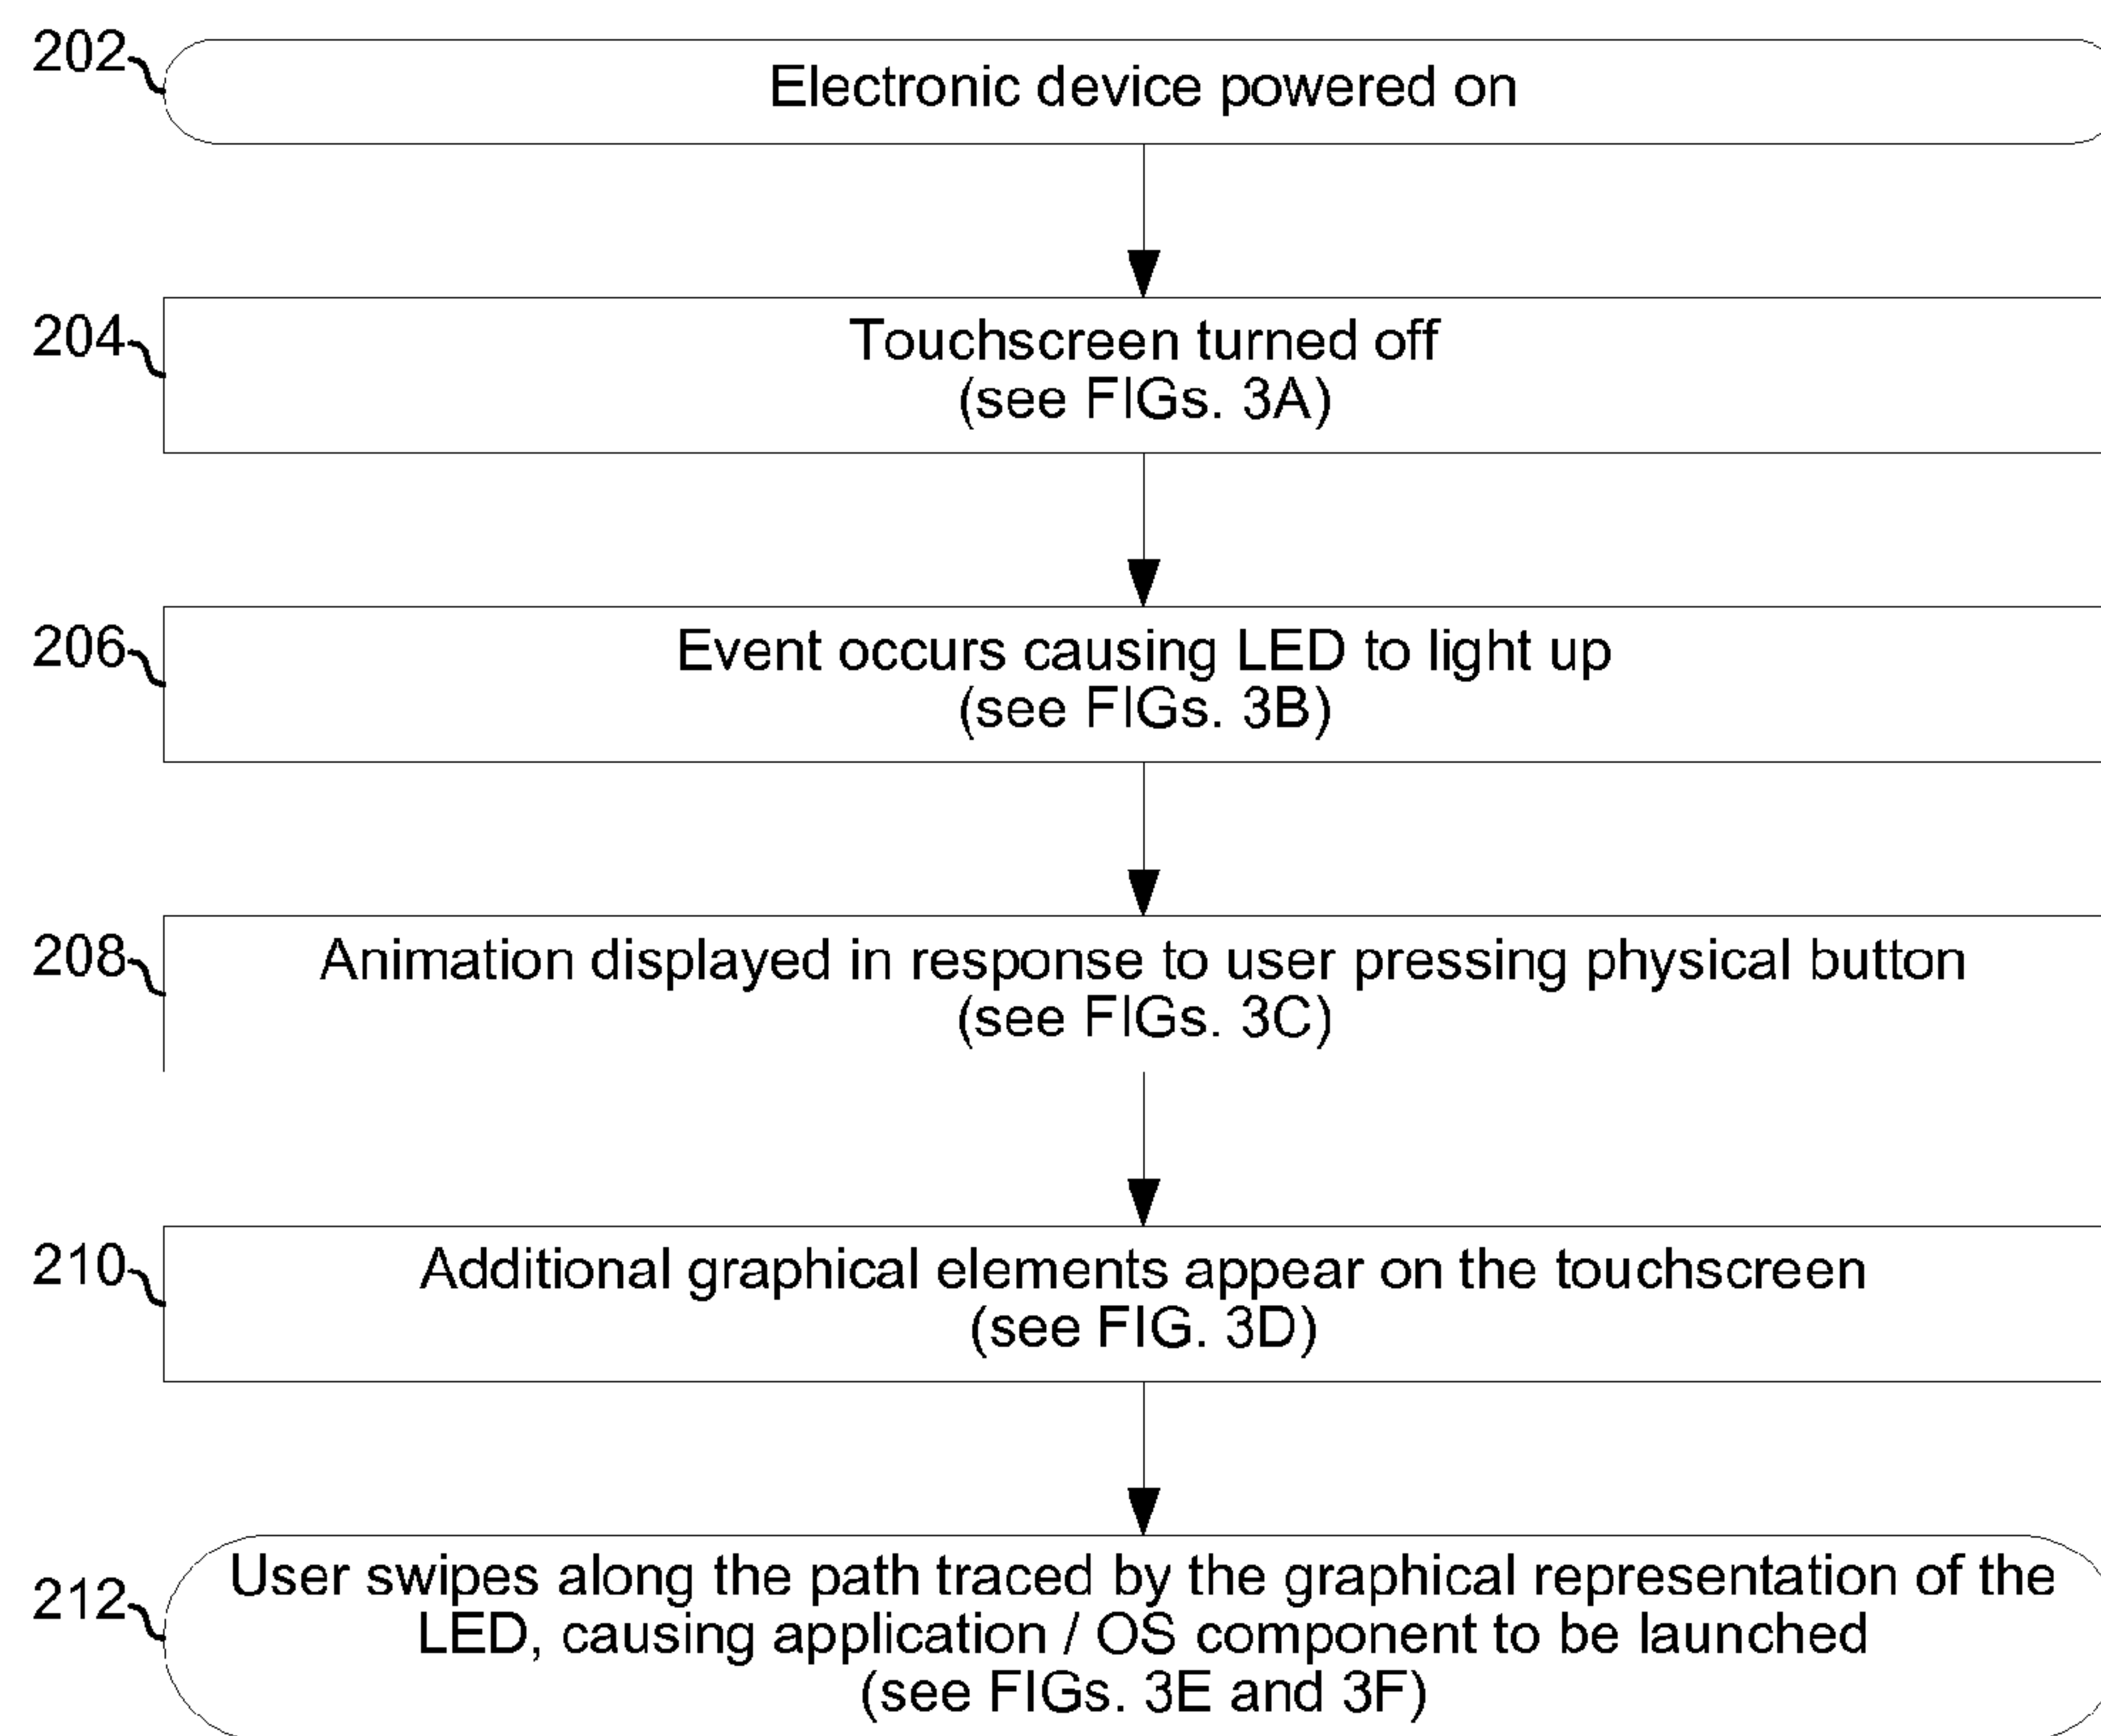 202
Electronic device powered on
204
Touchscreen turned off
(see FIGs. 3A)
206
Event occurs causing LED to light up
(see FIGs. 3B)
208
Animation displayed in response to user pressing physical button
(see FIGs. 3C)
210
Additional graphical elements appear on the touchscreen
(see FIG. 3D)
212
User swipes along the path traced by the graphical representation of the
LED, causing application / OS component to be launched
(see FIGs. 3E and 3F)